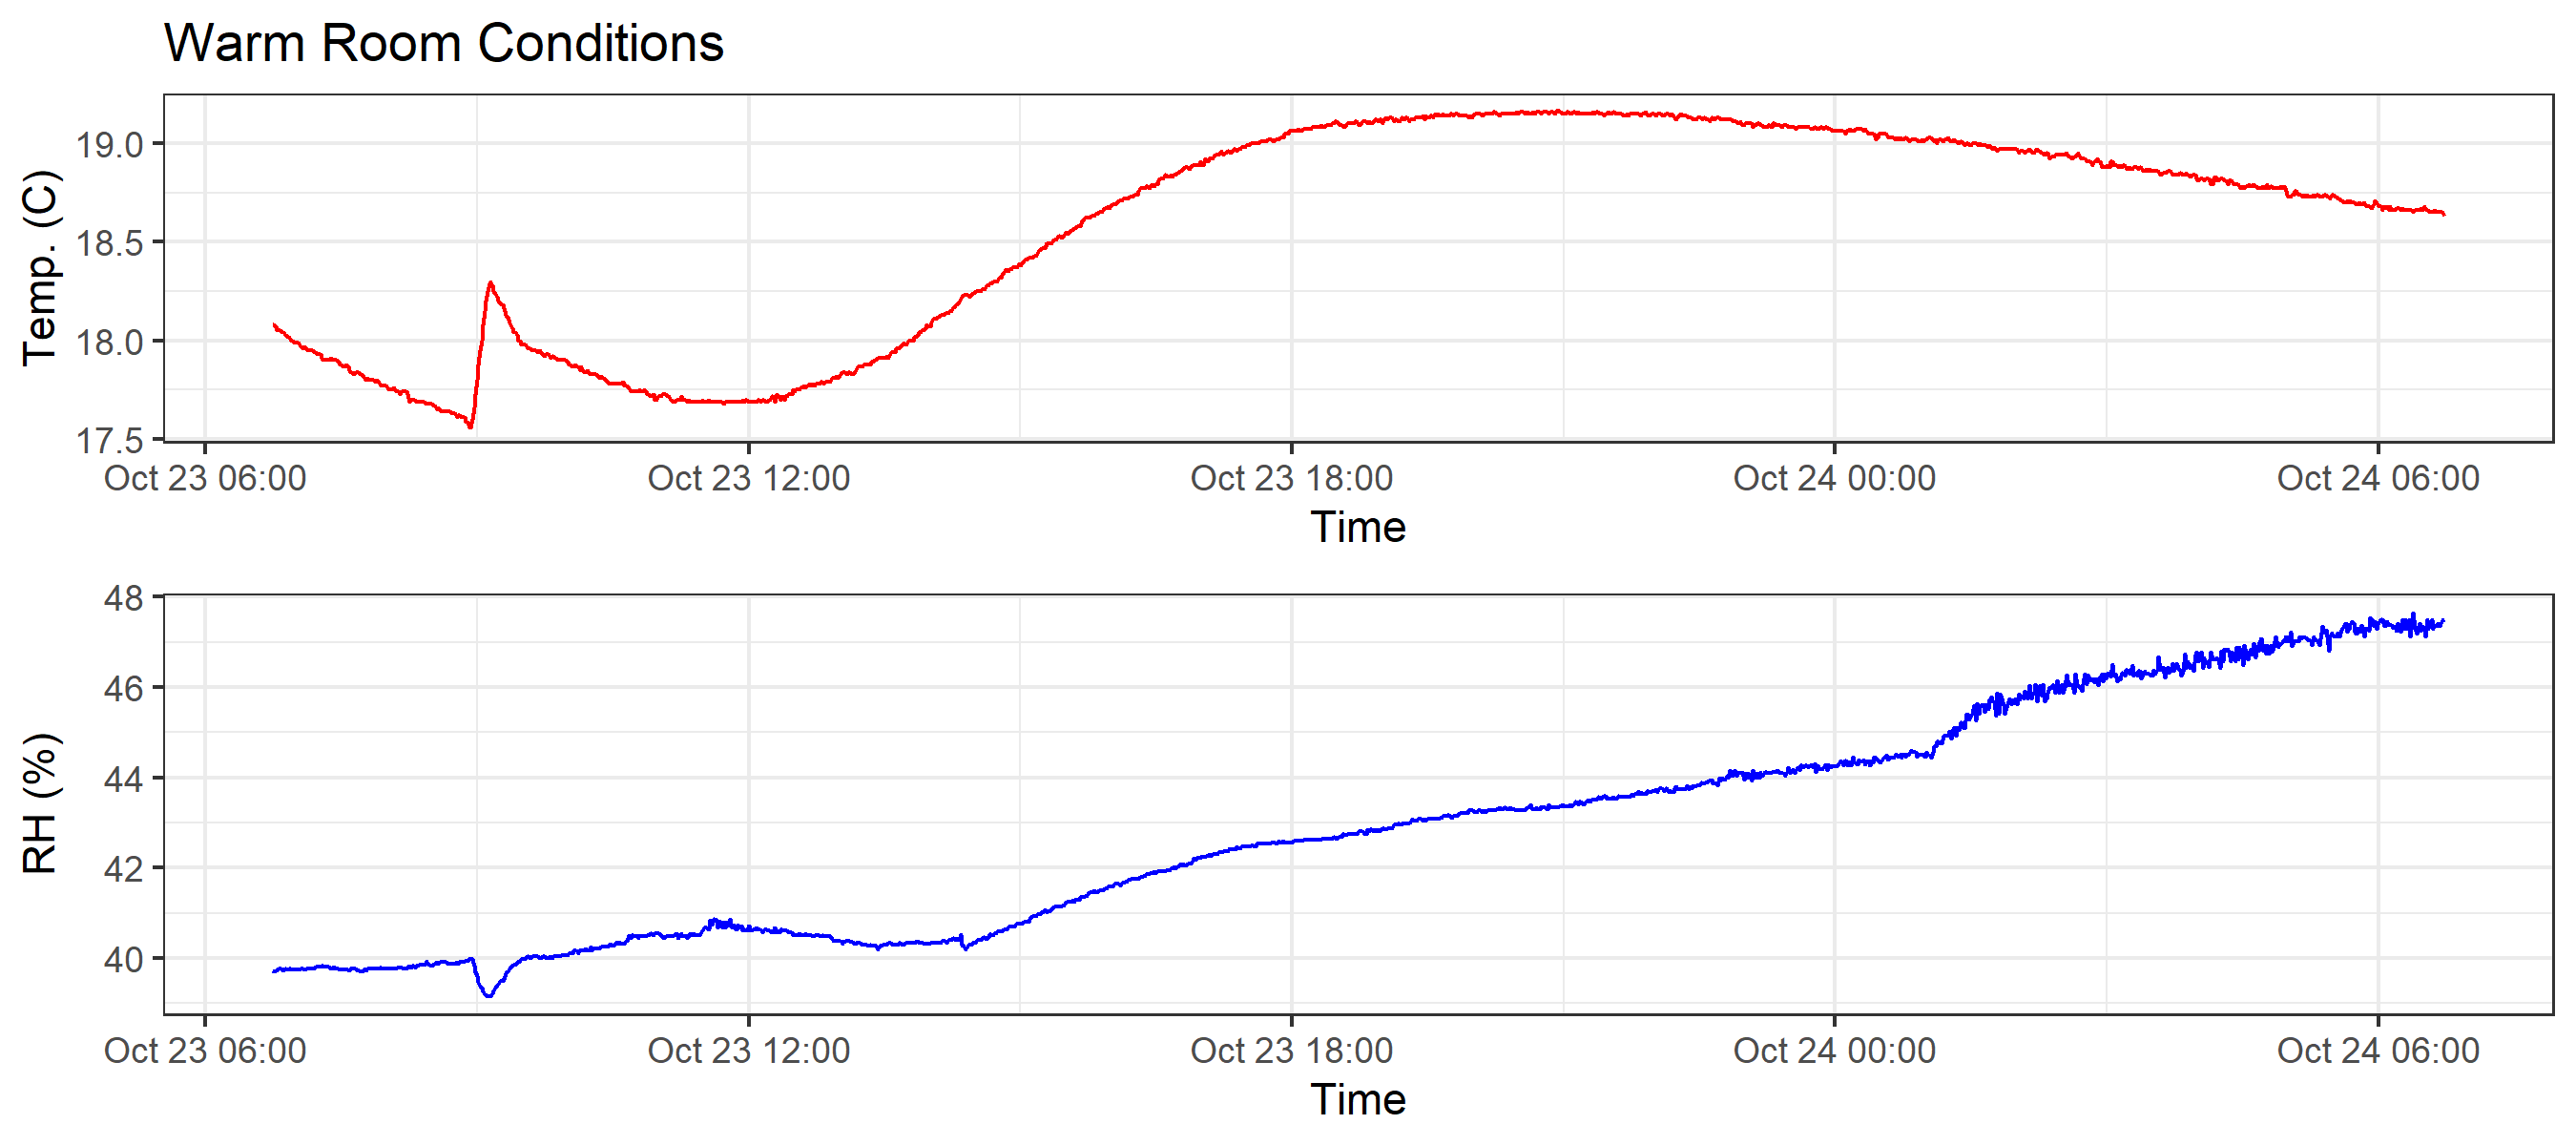 Warm Room Conditions
Temp. (C)
19.0
18.5
18.0
17.5
Oct 23 06:00 Oct 23 12:00 Oct 23 18:00 Oct 24 00:00 Oct 24 06:00
Time
RH (%)
48
46
44
42
40
Oct 23 06:00 Oct 23 12:00 Oct 23 18:00 Oct 24 00:00 Oct 24 06:00
Time